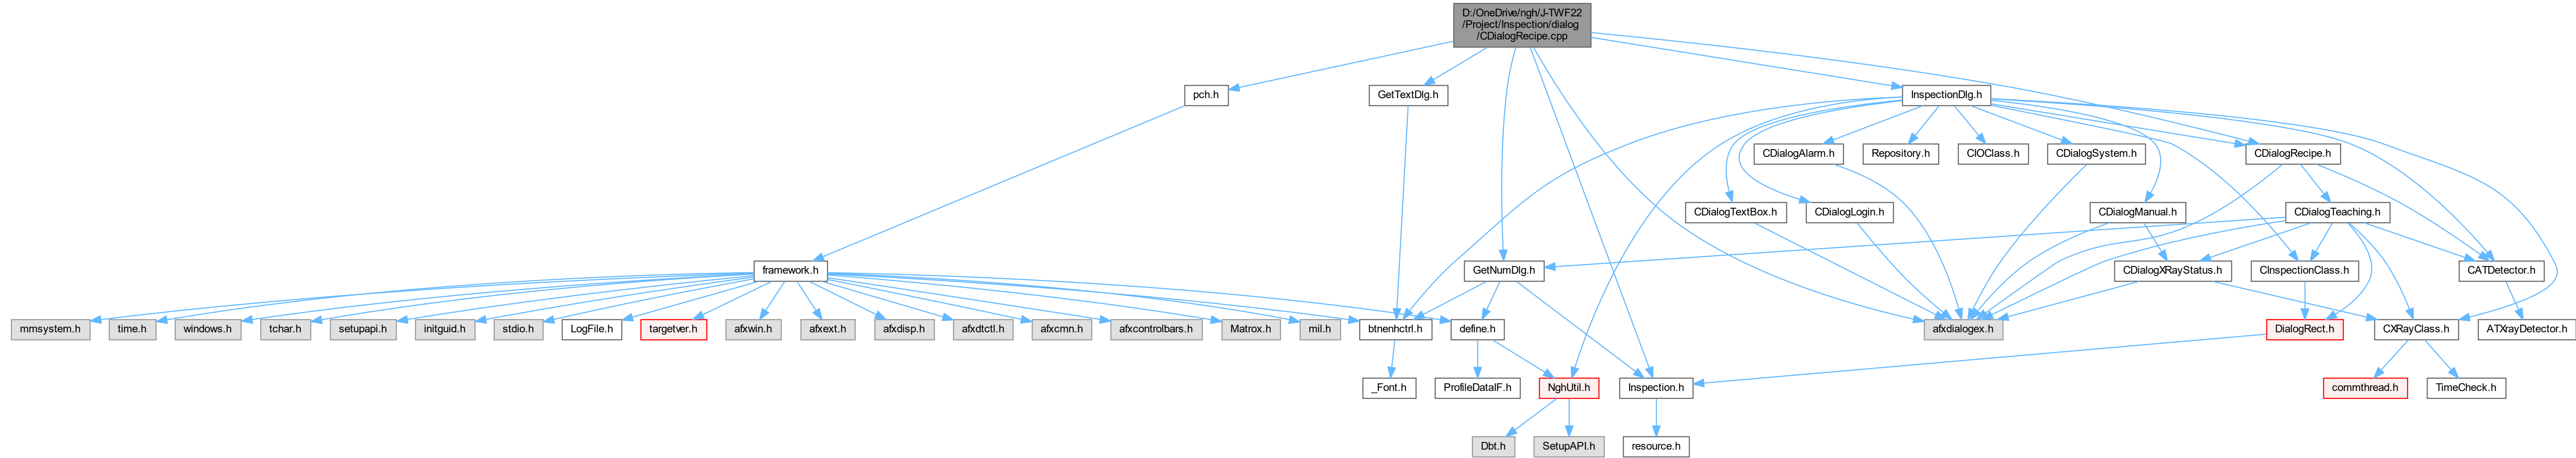 D:/OneDrive/ngh/J-TWF22
/Project/Inspection/dialog
/CDialogRecipe.cpp
pch.h
GetTextDlg.h
InspectionDlg.h
CDialogAlarm.h
Repository.h
CIOClass.h
CDialogSystem.h
CDialogRecipe.h
CDialogTextBox.h
CDialogLogin.h
CDialogManual.h
CDialogTeaching.h
framework.h
GetNumDlg.h
CDialogXRayStatus.h
CInspectionClass.h
CATDetector.h
mmsystem.h
time.h
windows.h
tchar.h
setupapi.h
initguid.h
stdio.h
LogFile.h
targetver.h
afxwin.h
afxext.h
afxdisp.h
afxdtctl.h
afxcmn.h
afxcontrolbars.h
Matrox.h
mil.h
btnenhctrl.h
define.h
afxdialogex.h
DialogRect.h
CXRayClass.h
ATXrayDetector.h
_Font.h
ProfileDataIF.h
NghUtil.h
Inspection.h
commthread.h
TimeCheck.h
Dbt.h
SetupAPI.h
resource.h